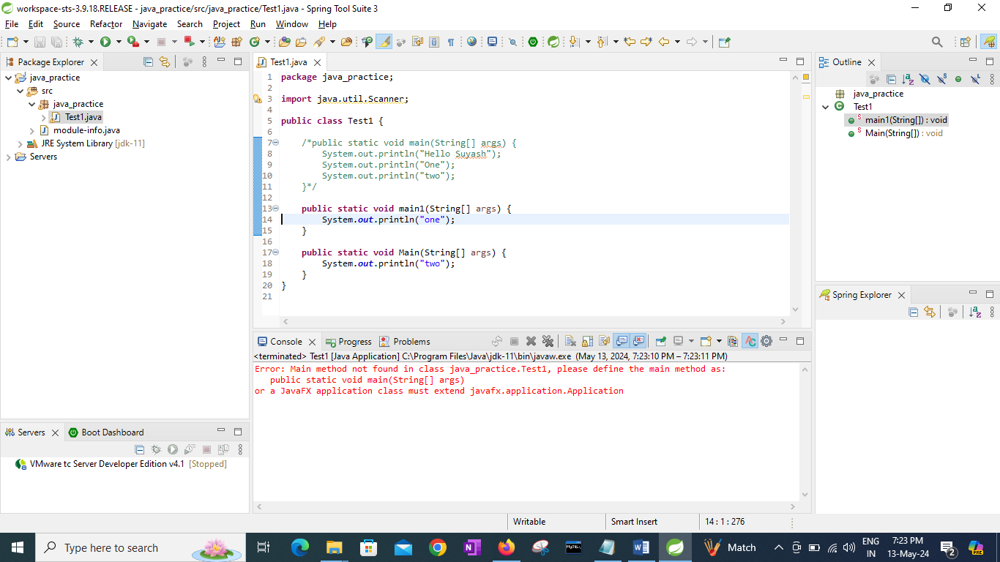 workspace-sts-3.9.18.RELEASE - java_practice/src/java_practice/Test1.java - Spring Tool Suite 3
File Edit Source Refactor Navigate Search Project Run Window Help
Package Explorer
java_practice
src
java_practice
Test1.java
module-info.java
JRE System Library [jdk-11]
Servers
Test1.java
1 package java_practice;
2
3 import java.util.Scanner;
4
5 public class Test1 {
6
7 /*public static void main(String[] args) {
8 System.out.println("Hello Suyash");
9 System.out.println("One");
10 System.out.println("two");
11 }*/
12
13 public static void main1(String[] args) {
14 System.out.println("one");
15 }
16
17 public static void Main(String[] args) {
18 System.out.println("two");
19 }
20 }
21
Outline
java_practice
Test1
main1(String[]) : void
Main(String[]) : void
Spring Explorer
Console Progress Problems
<terminated> Test1 [Java Application] C:\Program Files\Java\jdk-11\bin\javaw.exe (May 13, 2024, 7:23:10 PM – 7:23:11 PM)
Error: Main method not found in class java_practice.Test1, please define the main method as:
public static void main(String[] args)
or a JavaFX application class must extend javafx.application.Application
Servers Boot Dashboard
VMware tc Server Developer Edition v4.1 [Stopped]
Writable Smart Insert 14 : 1 : 276
Type here to search
Match
ENG
IN
7:23 PM
13-May-24
2
PRE